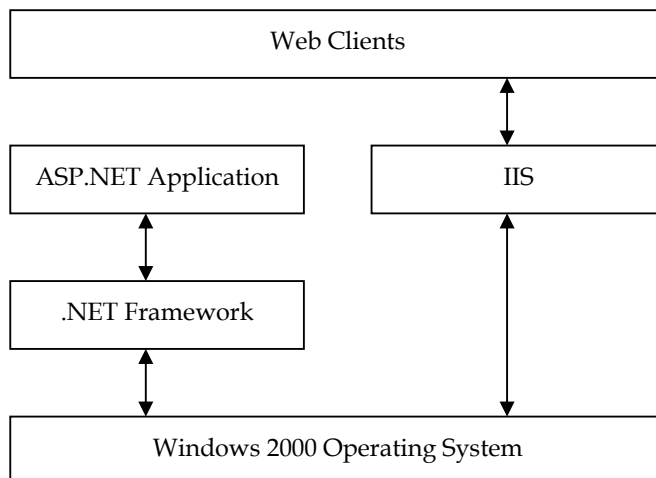 Web Clients
ASP.NET Application
IIS
.NET Framework
Windows 2000 Operating System